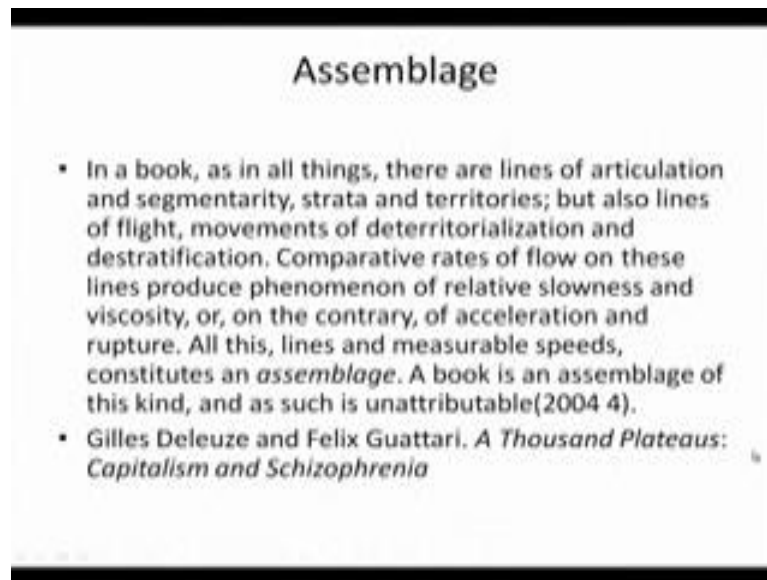 Assemblage
• In a book, as in all things, there are lines of articulation
and segmentarity, strata and territories; but also lines
of flight, movements of deterritorialization and
destratification. Comparative rates of flow on these
lines produce phenomenon of relative slowness and
viscosity, or, on the contrary, of acceleration and
rupture. All this, lines and measurable speeds,
constitutes an assemblage. A book is an assemblage of
this kind, and as such is unattributable(2004 4).
• Gilles Deleuze and Felix Guattari. A Thousand Plateaus:
Capitalism and Schizophrenia